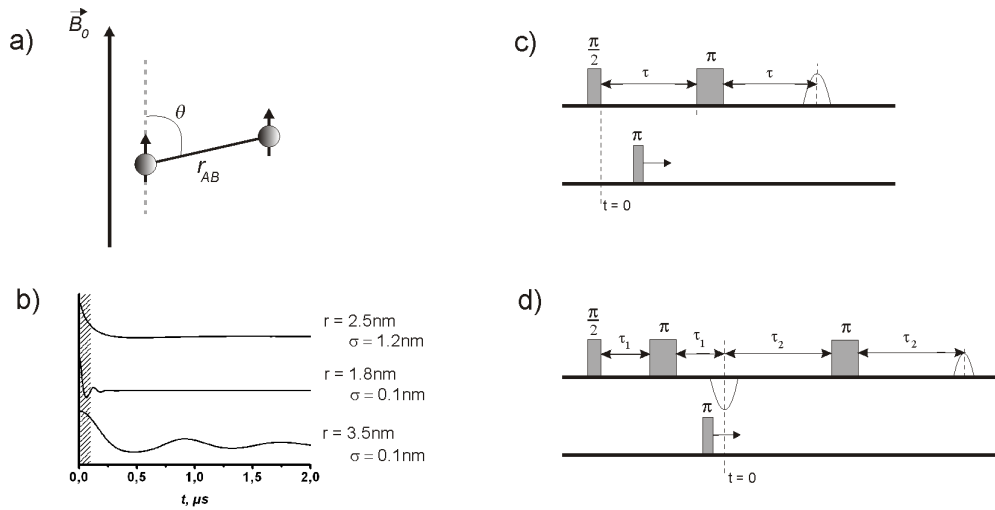 a)
B₀
θ
r_AB
b)
r = 2.5nm
σ = 1.2nm
r = 1.8nm
σ = 0.1nm
r = 3.5nm
σ = 0.1nm
0,0 0,5 1,0 1,5 2,0
t, µs
c)
π/2 τ π τ
π
t = 0
d)
π/2 τ₁ π τ₁ τ₂ π τ₂
π
t = 0